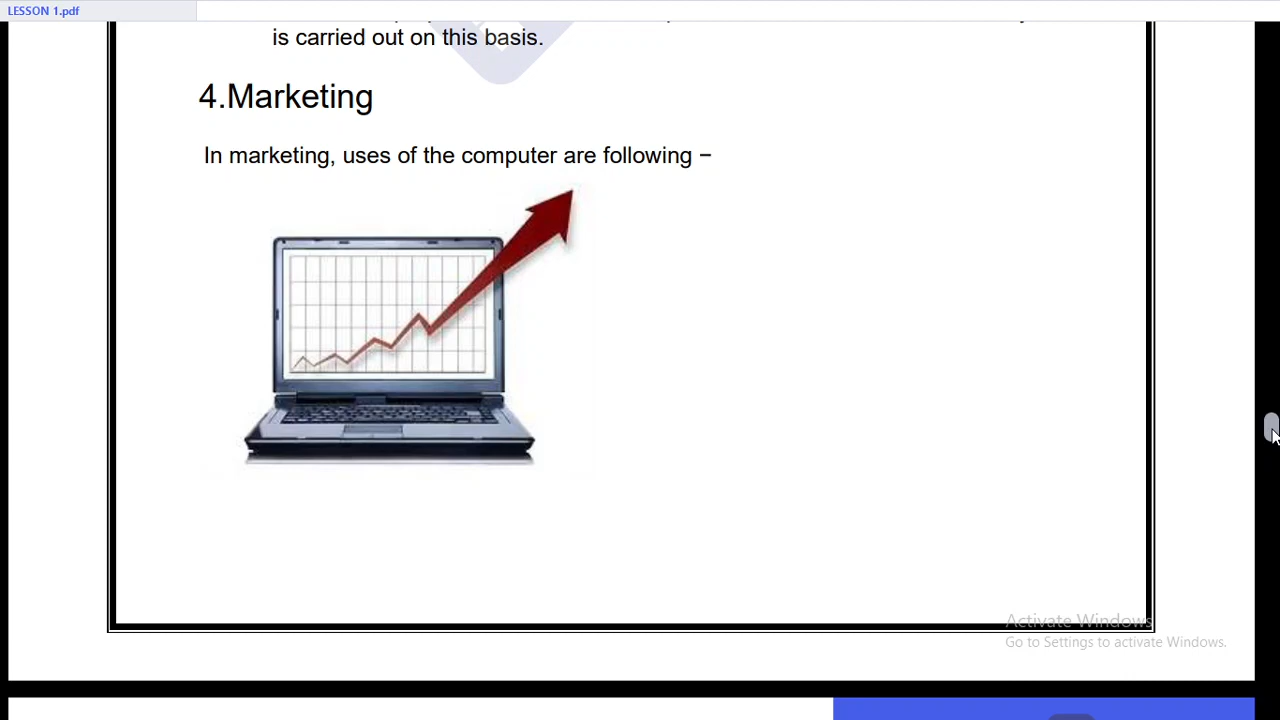 LESSON 1.pdf
is carried out on this basis.
4.Marketing
In marketing, uses of the computer are following −
Activate Windows
Go to Settings to activate Windows.